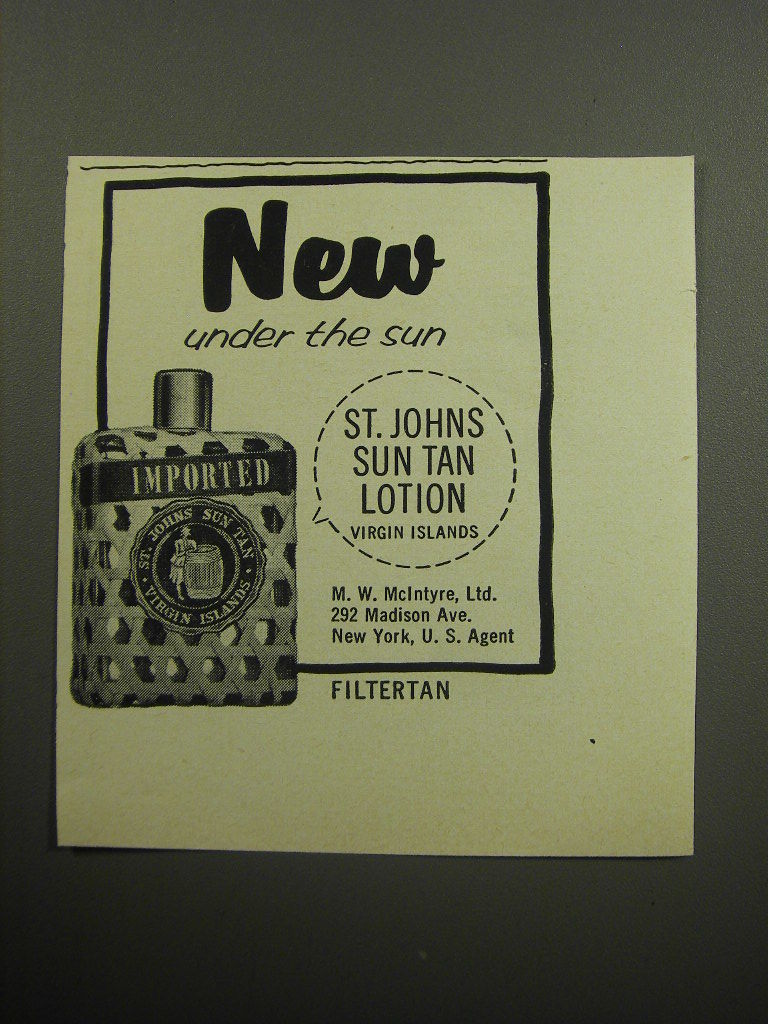 New
under the sun
ST. JOHNS
SUN TAN
LOTION
VIRGIN ISLANDS
IMPORTED
ST. JOHNS SUN TAN
• VIRGIN ISLANDS •
M. W. McIntyre, Ltd.
292 Madison Ave.
New York, U. S. Agent
FILTERTAN